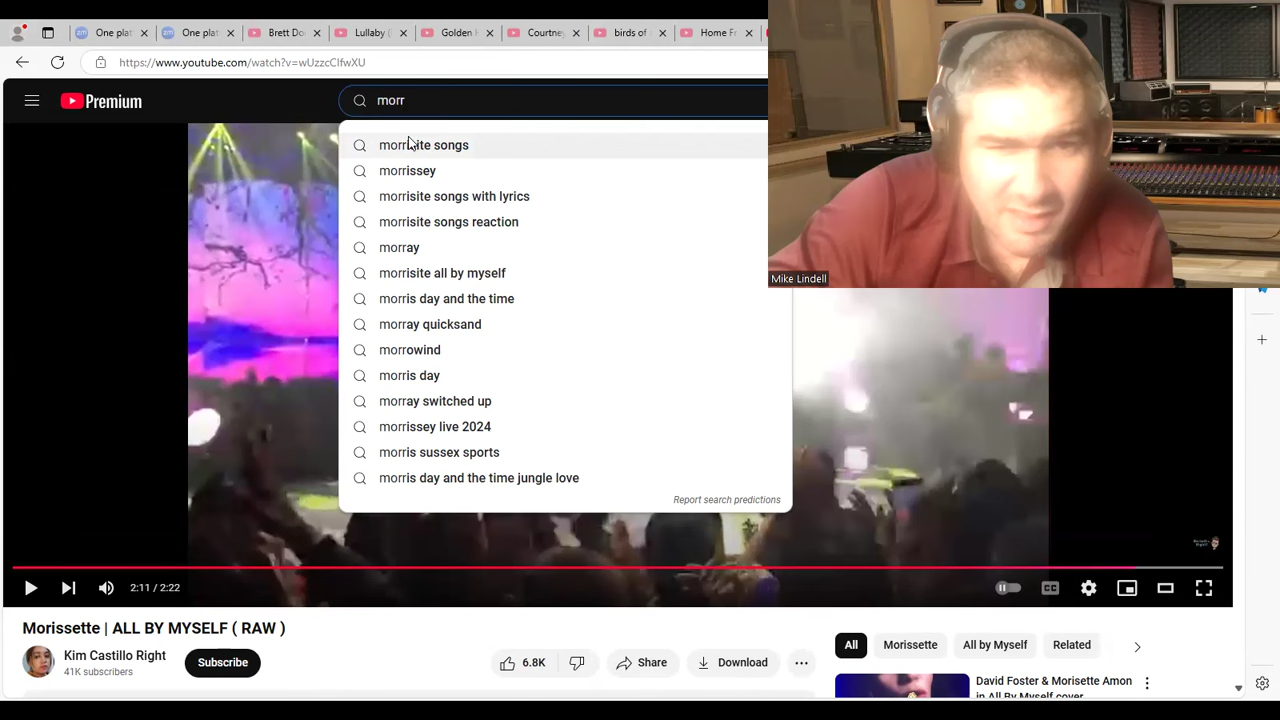 One plat
One plat
Brett Do
Lullaby (
Golden H
Courtney
birds of
Home Fr
https://www.youtube.com/watch?v=wUzzcCIfwXU
Premium
morr
morrisite songs
morrissey
morrisite songs with lyrics
morrisite songs reaction
morray
morrisite all by myself
morris day and the time
morray quicksand
morrowind
morris day
morray switched up
morrissey live 2024
morris sussex sports
morris day and the time jungle love
Report search predictions
Mike Lindell
2:11 / 2:22
Morissette | ALL BY MYSELF ( RAW )
Kim Castillo Right
41K subscribers
Subscribe
6.8K
Share
Download
All
Morissette
All by Myself
Related
David Foster & Morisette Amon
in All By Myself cover